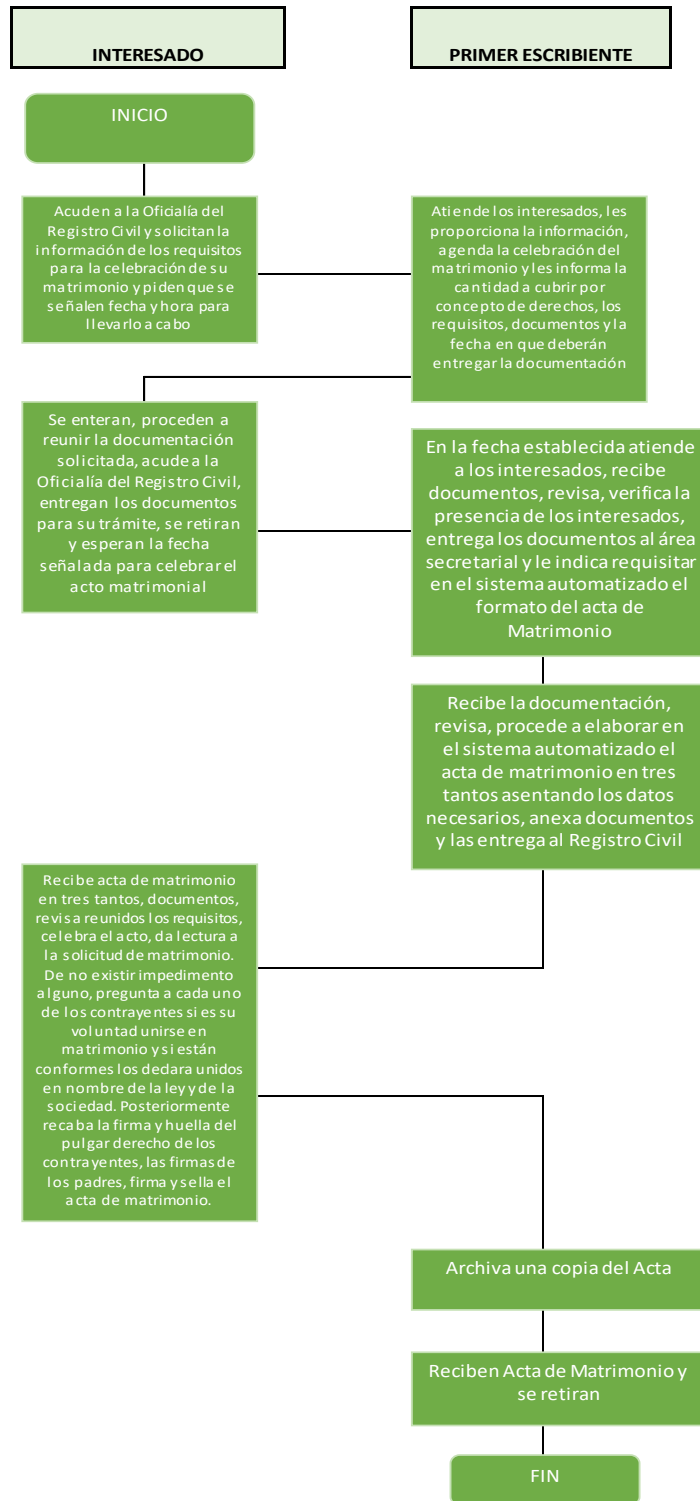 INTERESADO
PRIMER ESCRIBIENTE
INICIO
Acuden a la Oficialía del
Registro Civil y solicitan la
información de los requisitos
para la celebración de su
matrimonio y piden que se
señalen fecha y hora para
llevarlo a cabo
Atiende los interesados, les
proporciona la información,
agenda la celebración del
matrimonio y les informa la
cantidad a cubrir por
concepto de derechos, los
requisitos, documentos y la
fecha en que deberán
entregar la documentación
Se enteran, proceden a
reunir la documentación
solicitada, acude a la
Oficialía del Registro Civil,
entregan los documentos
para su trámite, se retiran
y esperan la fecha
señalada para celebrar el
acto matrimonial
En la fecha establecida atiende
a los interesados, recibe
documentos, revisa, verifica la
presencia de los interesados,
entrega los documentos al área
secretarial y le indica requisitar
en el sistema automatizado el
formato del acta de
Matrimonio
Recibe la documentación,
revisa, procede a elaborar en
el sistema automatizado el
acta de matrimonio en tres
tantos asentando los datos
necesarios, anexa documentos
y las entrega al Registro Civil
Recibe acta de matrimonio
en tres tantos, documentos,
revisa reunidos los requisitos,
celebra el acto, da lectura a
la solicitud de matrimonio.
De no existir impedimento
alguno, pregunta a cada uno
de los contrayentes si es su
voluntad unirse en
matrimonio y si están
conformes los declara unidos
en nombre de la ley y de la
sociedad. Posteriormente
recaba la firma y huella del
pulgar derecho de los
contrayentes, las firmas de
los padres, firma y sella el
acta de matrimonio.
Archiva una copia del Acta
Reciben Acta de Matrimonio y
se retiran
FIN